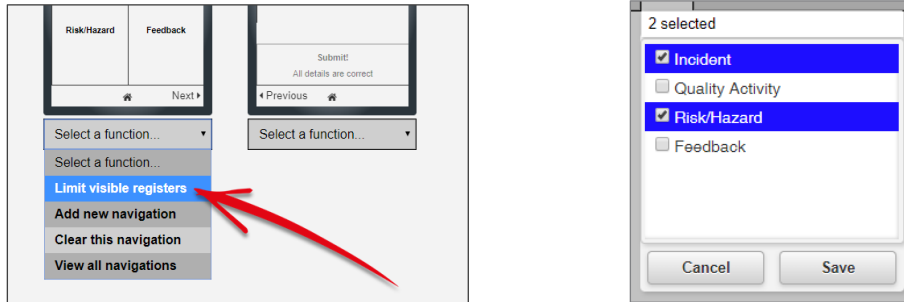 Risk/Hazard Feedback
Next
Select a function...
Select a function...
Limit visible registers
Add new navigation
Clear this navigation
View all navigations
Submit!
All details are correct
Previous
Select a function...
2 selected
Incident
Quality Activity
Risk/Hazard
Feedback
Cancel Save